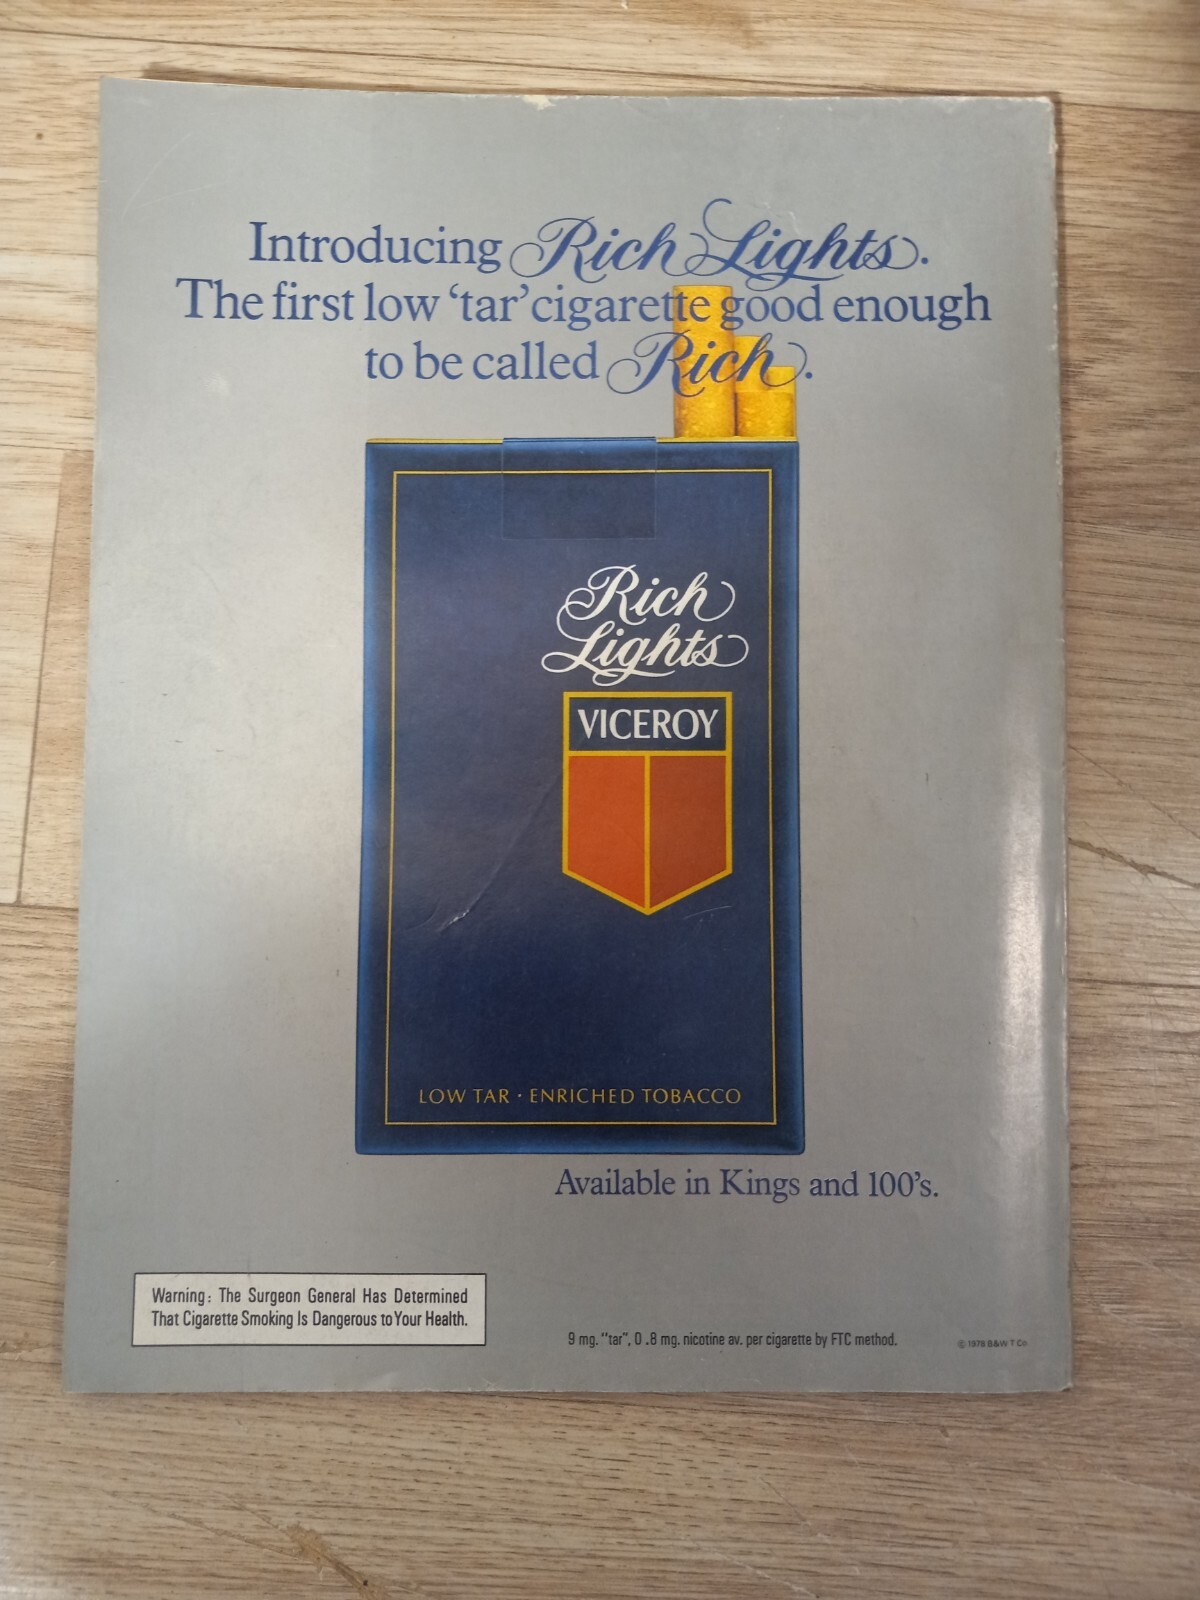 Introducing Rich Lights.
The first low ‘tar’ cigarette good enough
to be called Rich.
Rich
Lights
VICEROY
LOW TAR · ENRICHED TOBACCO
Available in Kings and 100’s.
Warning: The Surgeon General Has Determined
That Cigarette Smoking Is Dangerous to Your Health.
9 mg. “tar”, 0.8 mg. nicotine av. per cigarette by FTC method.
© 1978 B&W T Co.